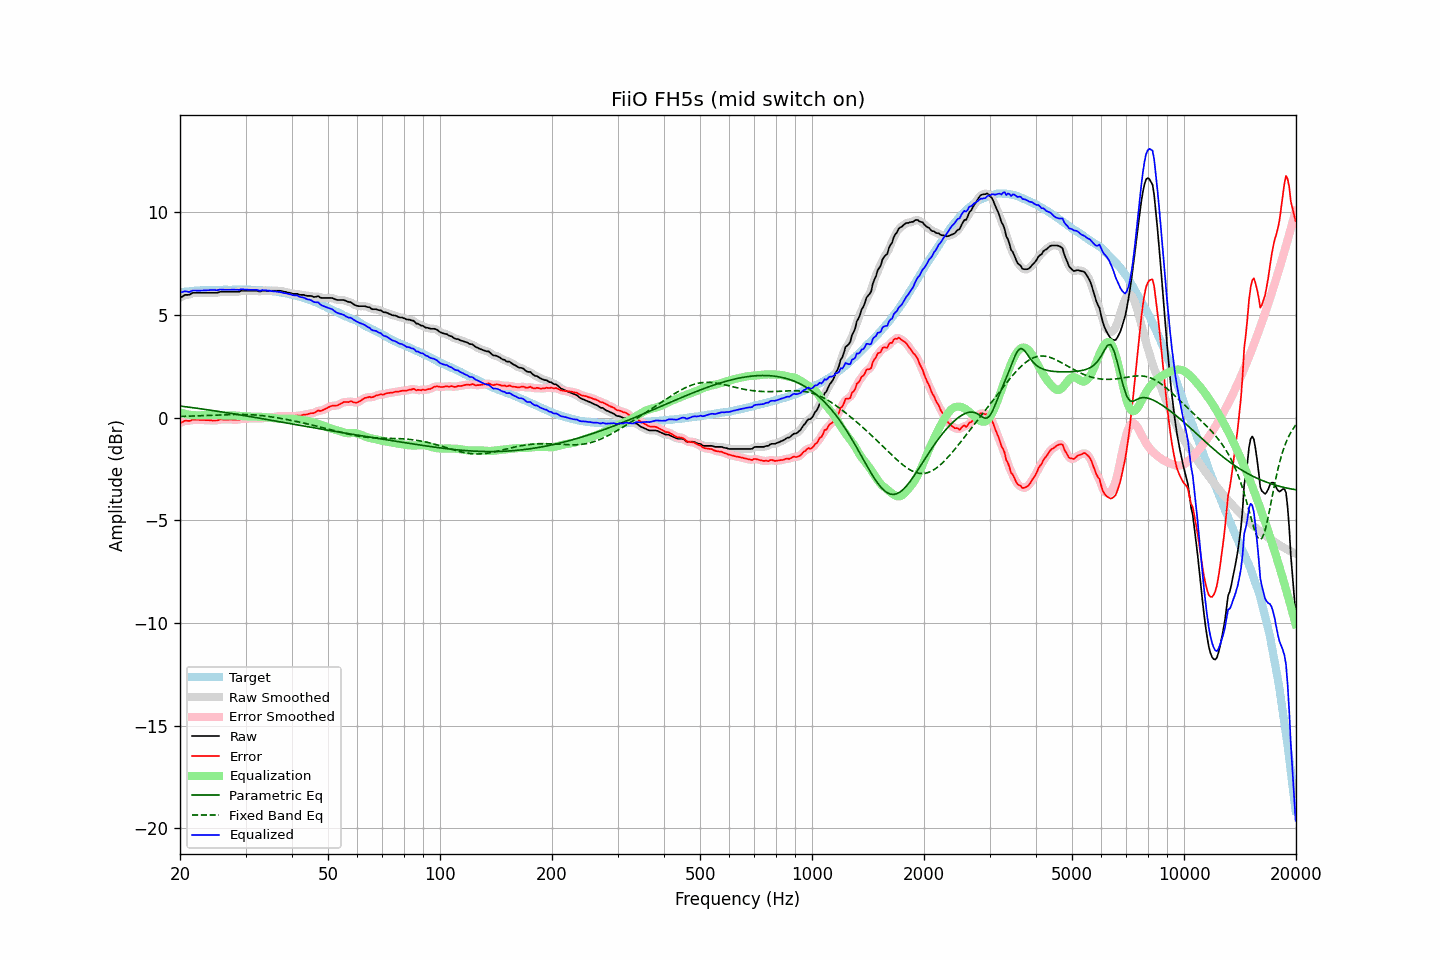 FiiO FH5s (mid switch on)
10
5
0
−5
−10
−15
−20
Amplitude (dBr)
Target
Raw Smoothed
Error Smoothed
Raw
Error
Equalization
Parametric Eq
Fixed Band Eq
Equalized
20
50
100
200
500
1000
2000
5000
10000
20000
Frequency (Hz)